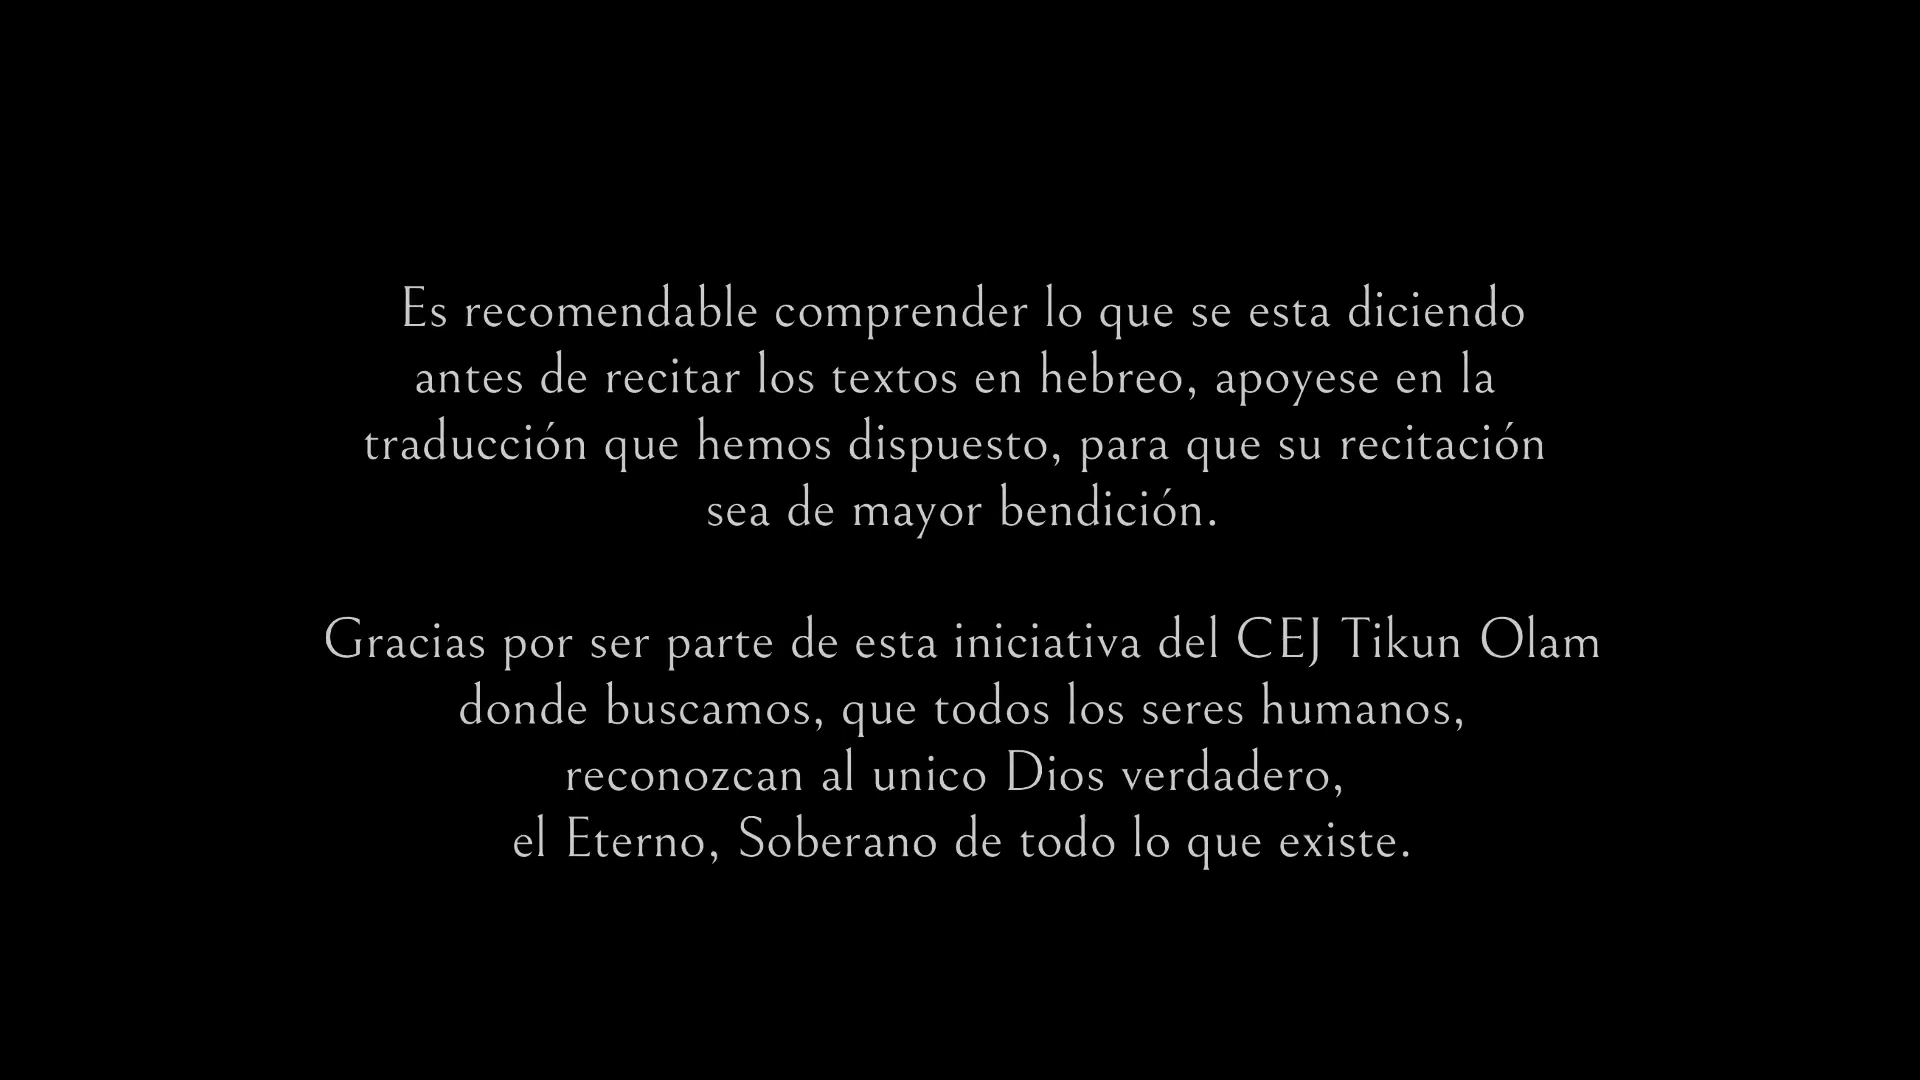 Es recomendable comprender lo que se esta diciendo
antes de recitar los textos en hebreo, apoyese en la
traducción que hemos dispuesto, para que su recitación
sea de mayor bendición.
Gracias por ser parte de esta iniciativa del CEJ Tikun Olam
donde buscamos, que todos los seres humanos,
reconozcan al unico Dios verdadero,
el Eterno, Soberano de todo lo que existe.